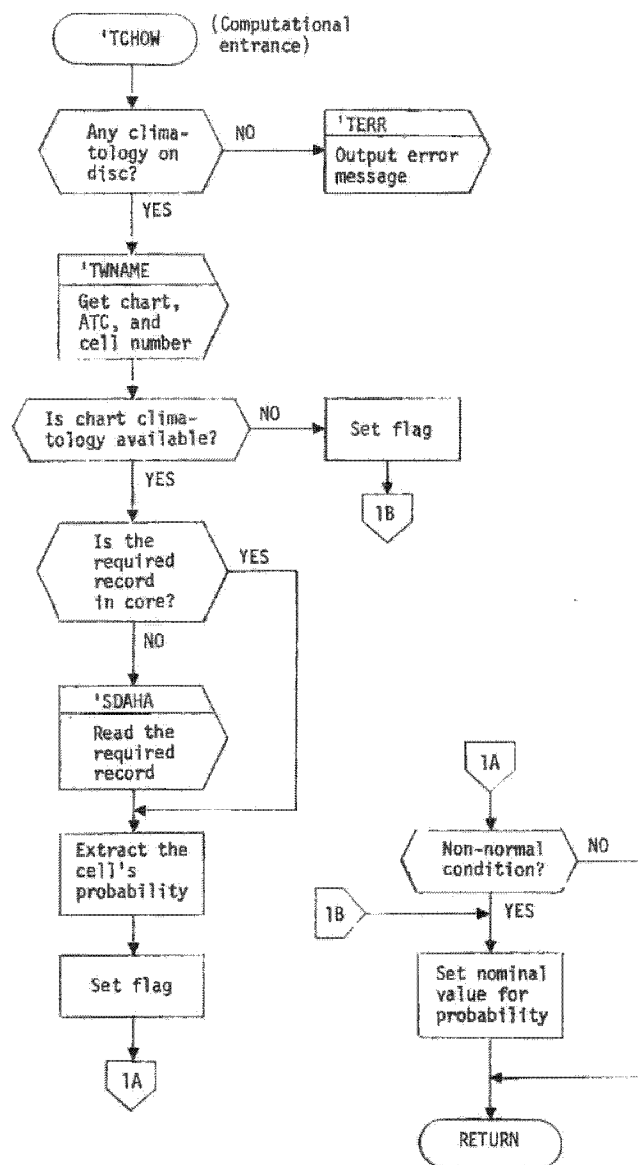 'TCHOW
(Computational
entrance)
Any clima-
tology on
disc?
NO
'TERR
Output error
message
YES
'TWNAME
Get chart,
ATC, and
cell number
Is chart clima-
tology available?
NO
Set flag
1B
YES
Is the
required
record
in core?
YES
NO
'SDAHA
Read the
required
record
Extract the
cell's
probability
Set flag
1A
1A
Non-normal
condition?
NO
1B
YES
Set nominal
value for
probability
RETURN